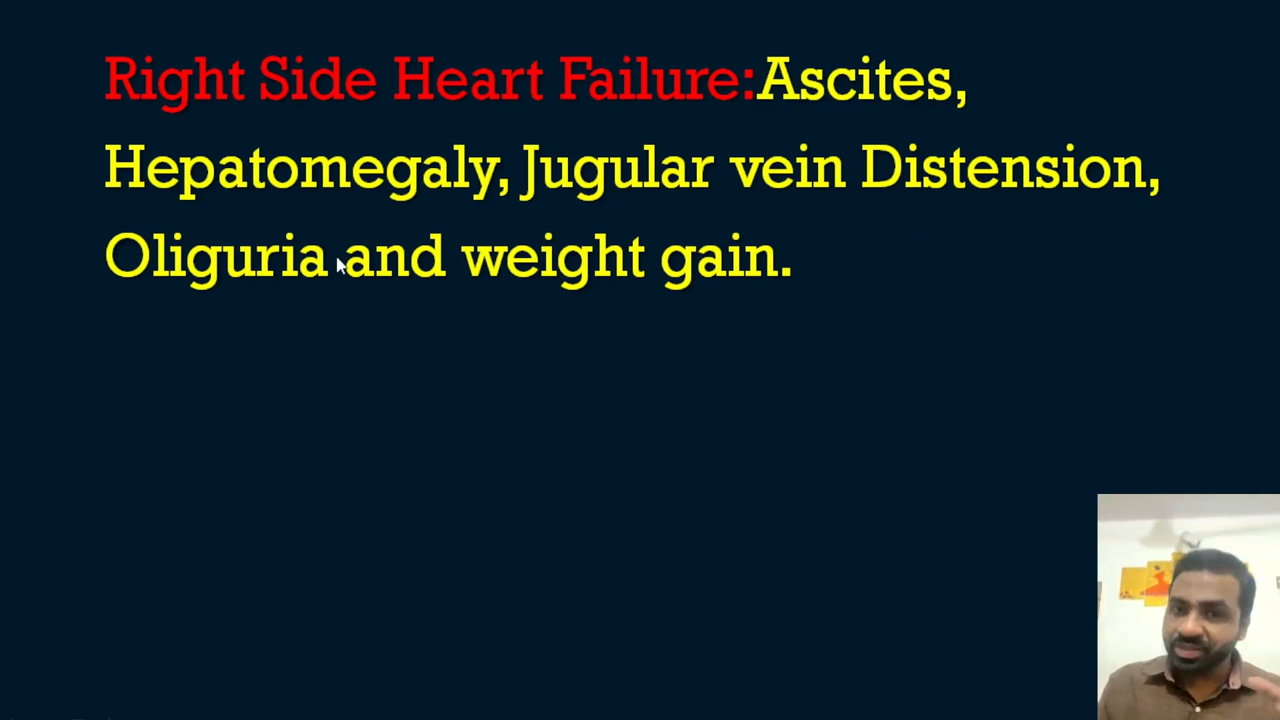 Right Side Heart Failure:Ascites,
Hepatomegaly, Jugular vein Distension,
Oliguria and weight gain.